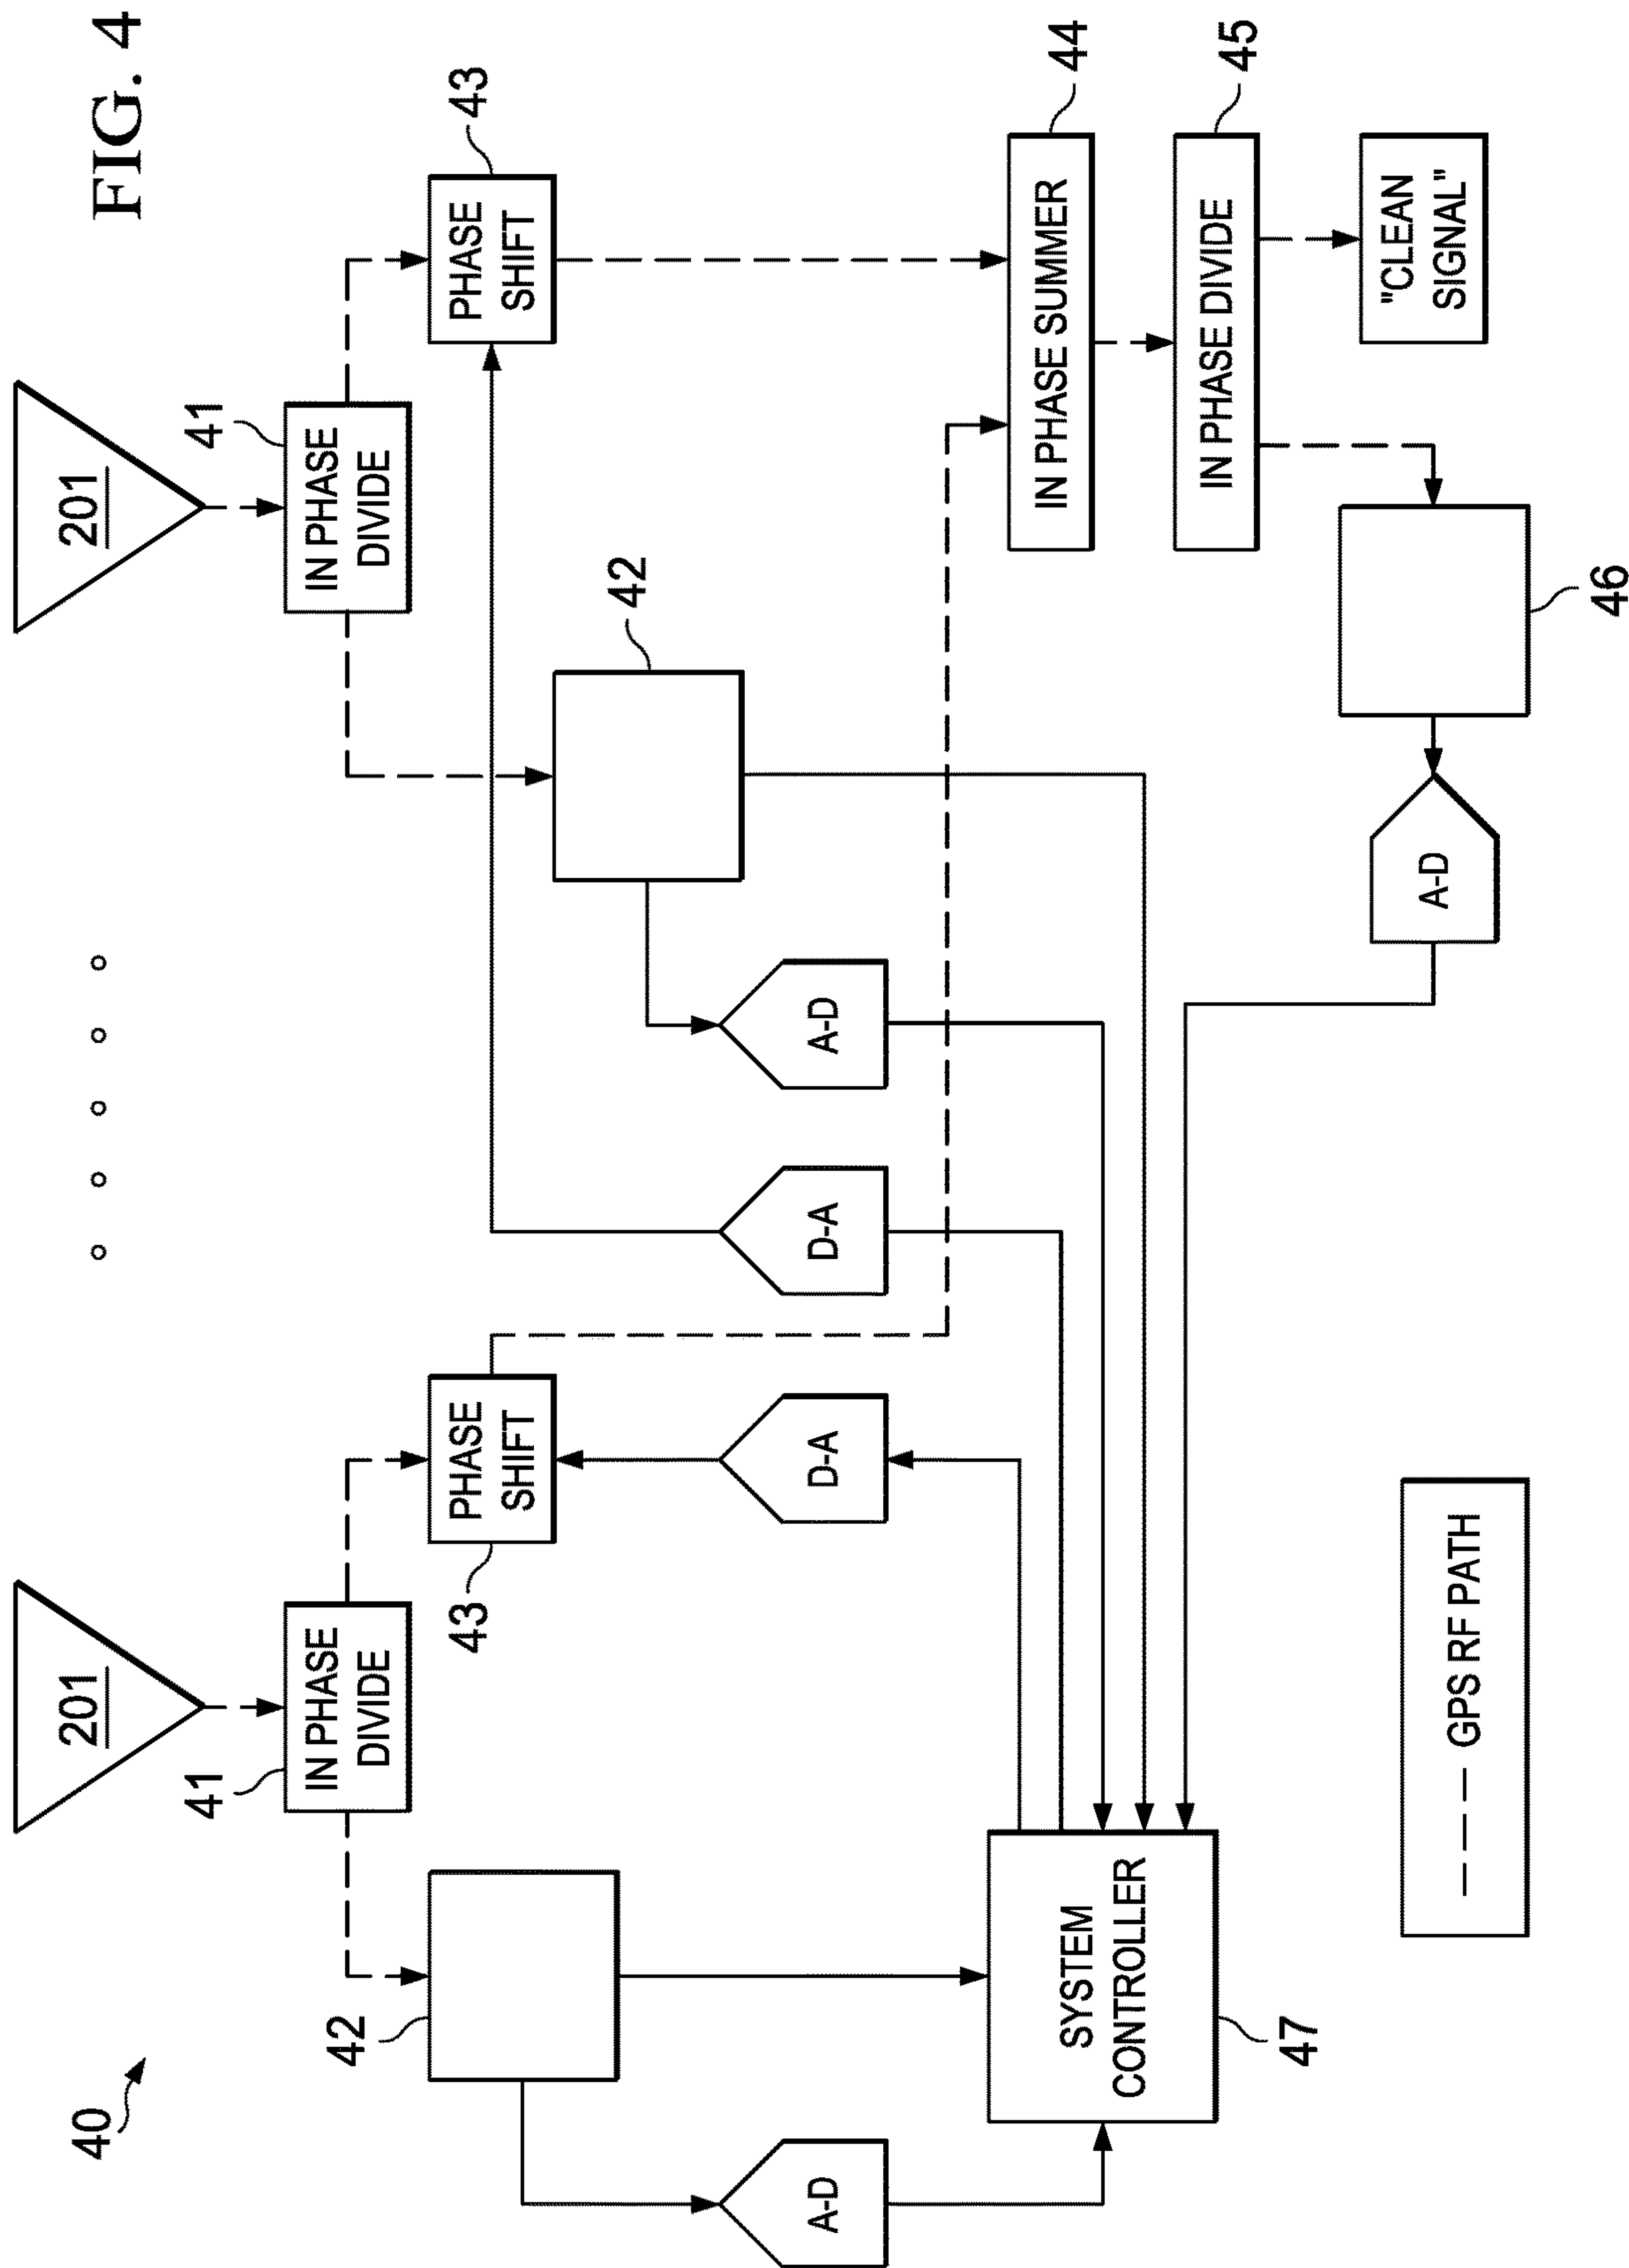 FIG. 4
40
201
201
41
IN PHASE
DIVIDE
41
IN PHASE
DIVIDE
42
43
PHASE
SHIFT
43
PHASE
SHIFT
42
A-D
D-A
D-A
A-D
SYSTEM
CONTROLLER
47
IN PHASE SUMMER
44
IN PHASE DIVIDE
45
A-D
46
"CLEAN
SIGNAL"
GPS RF PATH